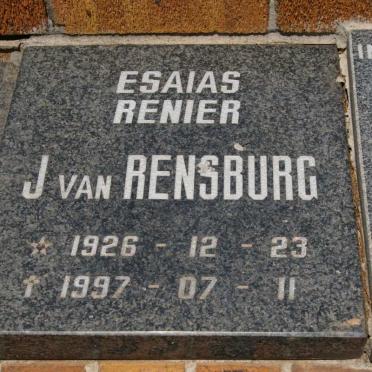 ESAIAS
RENIER
J VAN RENSBURG
☆ 1926 - 12 - 23
✝ 1997 - 07 - 11